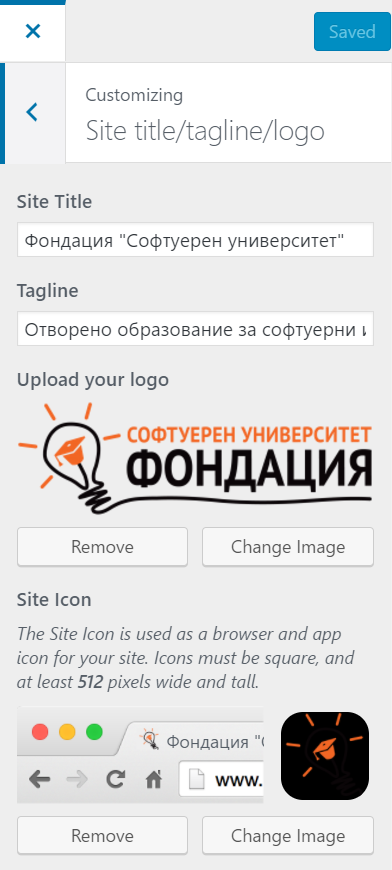 Saved
Customizing
Site title/tagline/logo
Site Title
Фондация "Софтуерен университет"
Tagline
Отворено образование за софтуерни
Upload your logo
СОФТУЕРЕН УНИВЕРСИТЕТ
ФОНДАЦИЯ
Remove
Change Image
Site Icon
The Site Icon is used as a browser and app
icon for your site. Icons must be square, and
at least 512 pixels wide and tall.
Фондация "
www.
Remove
Change Image